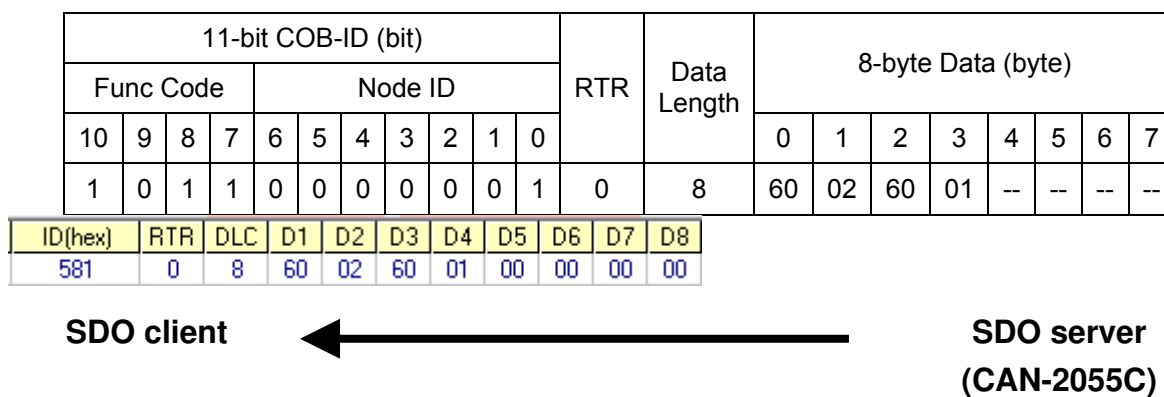 11-bit COB-ID (bit)
Func Code Node ID RTR Data Length 8-byte Data (byte)
10 9 8 7 6 5 4 3 2 1 0 0 1 2 3 4 5 6 7
1 0 1 1 0 0 0 0 0 0 1 0 8 60 02 60 01 -- -- -- --
ID(hex) RTR DLC D1 D2 D3 D4 D5 D6 D7 D8
581 0 8 60 02 60 01 00 00 00 00
SDO client SDO server
(CAN-2055C)